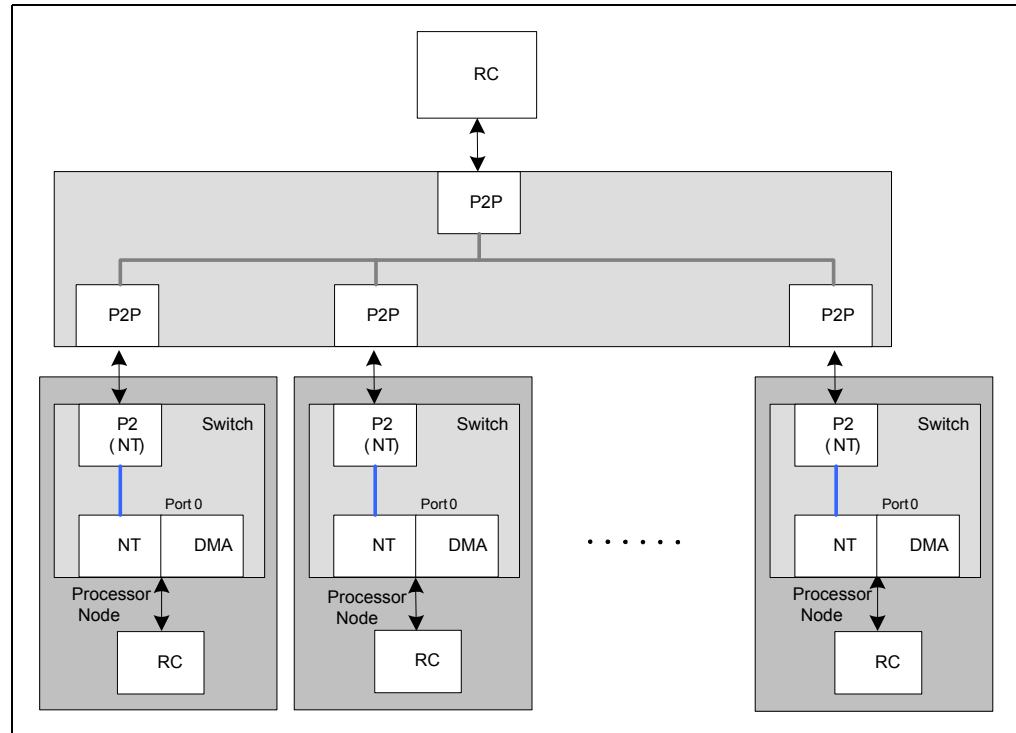 RC
P2P
P2P
P2P
P2P
P2
(NT)
Switch
Port 0
NT
DMA
Processor
Node
RC
P2
(NT)
Switch
Port 0
NT
DMA
Processor
Node
RC
. . . . . .
P2
(NT)
Switch
Port 0
NT
DMA
Processor
Node
RC